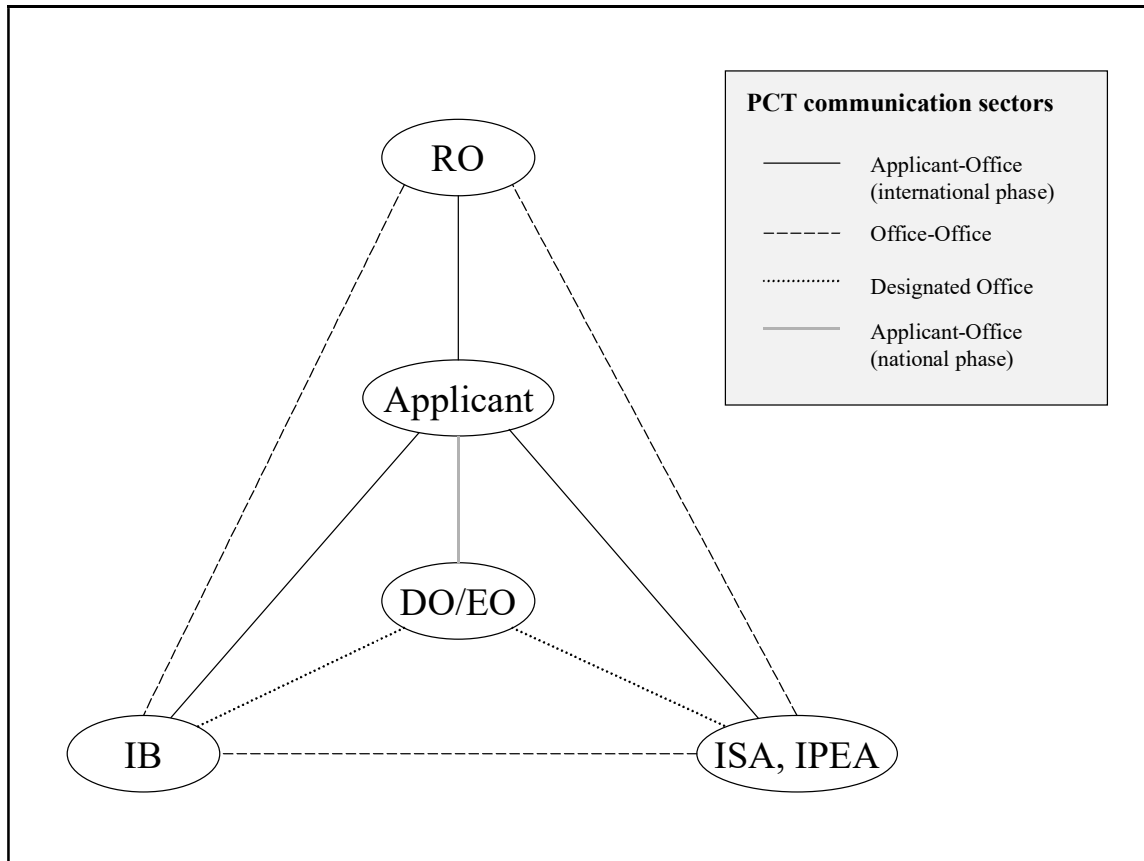 PCT communication sectors
RO
Applicant-Office
(international phase)
Office-Office
Designated Office
Applicant-Office
(national phase)
Applicant
DO/EO
IB
ISA, IPEA